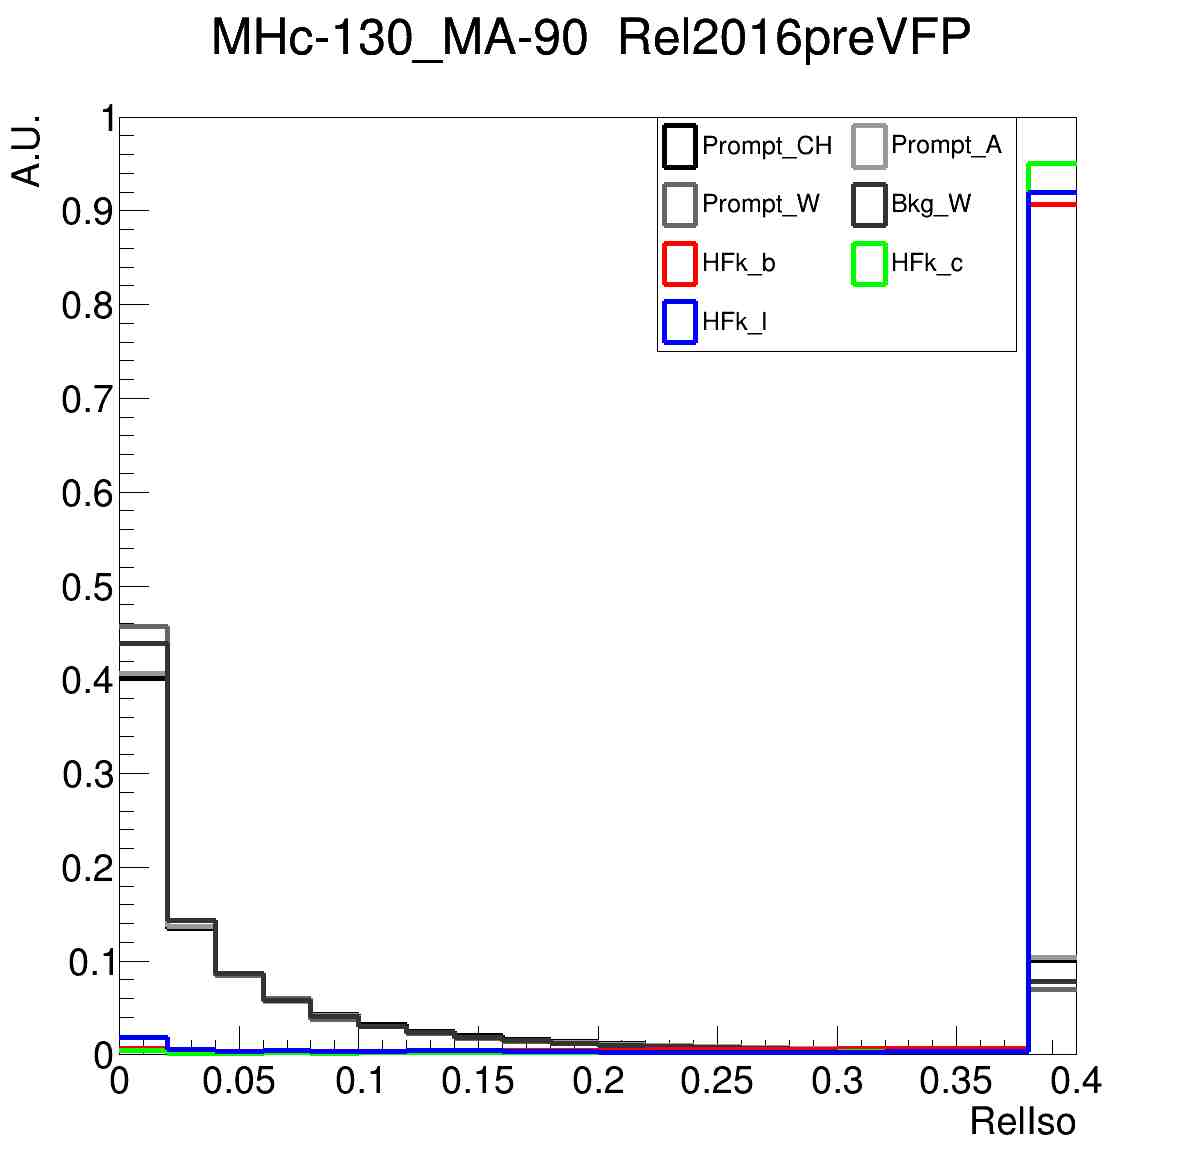 MHc-130_MA-90 Rel2016preVFP
A.U.
1
0.9
0.8
0.7
0.6
0.5
0.4
0.3
0.2
0.1
0
Prompt_CH Prompt_A
Prompt_W Bkg_W
HFk_b HFk_c
HFk_l
0 0.05 0.1 0.15 0.2 0.25 0.3 0.35 0.4
RelIso